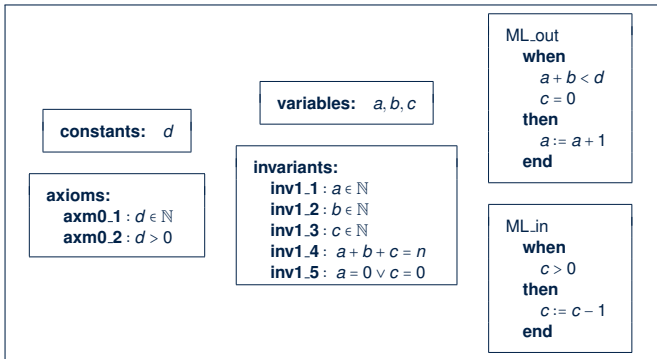 constants: d
axioms:
axm0_1 : d ∈ ℕ
axm0_2 : d > 0
variables: a, b, c
invariants:
inv1_1 : a ∈ ℕ
inv1_2 : b ∈ ℕ
inv1_3 : c ∈ ℕ
inv1_4 : a + b + c = n
inv1_5 : a = 0 ∨ c = 0
ML_out
when
a + b < d
c = 0
then
a := a + 1
end
ML_in
when
c > 0
then
c := c − 1
end